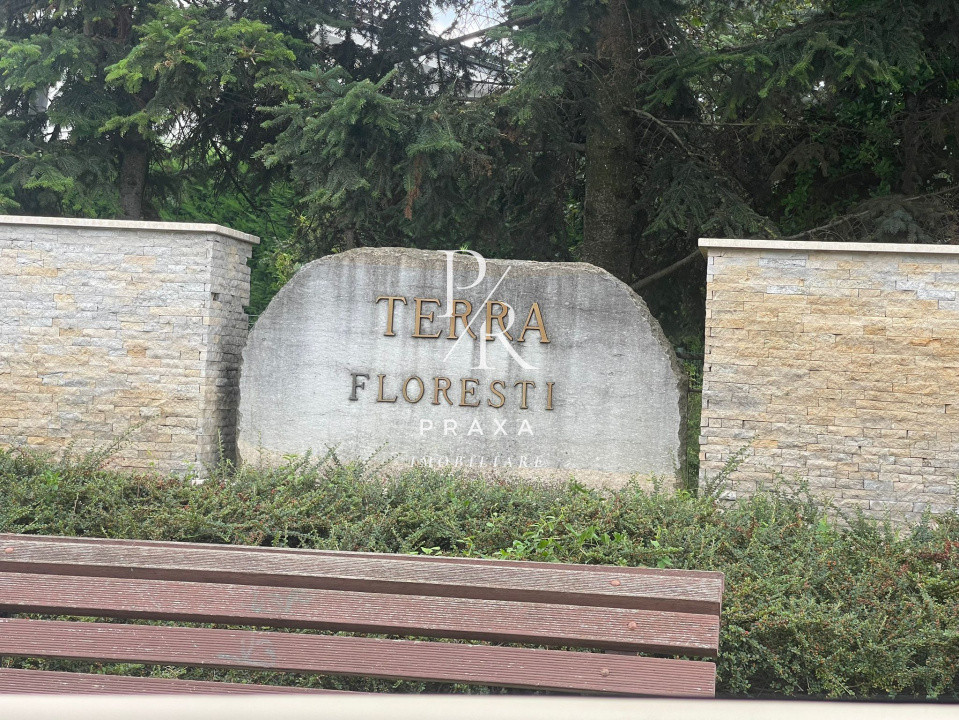 TERRA
FLORESTI
P/R
PRAXA
IMOBILIARE